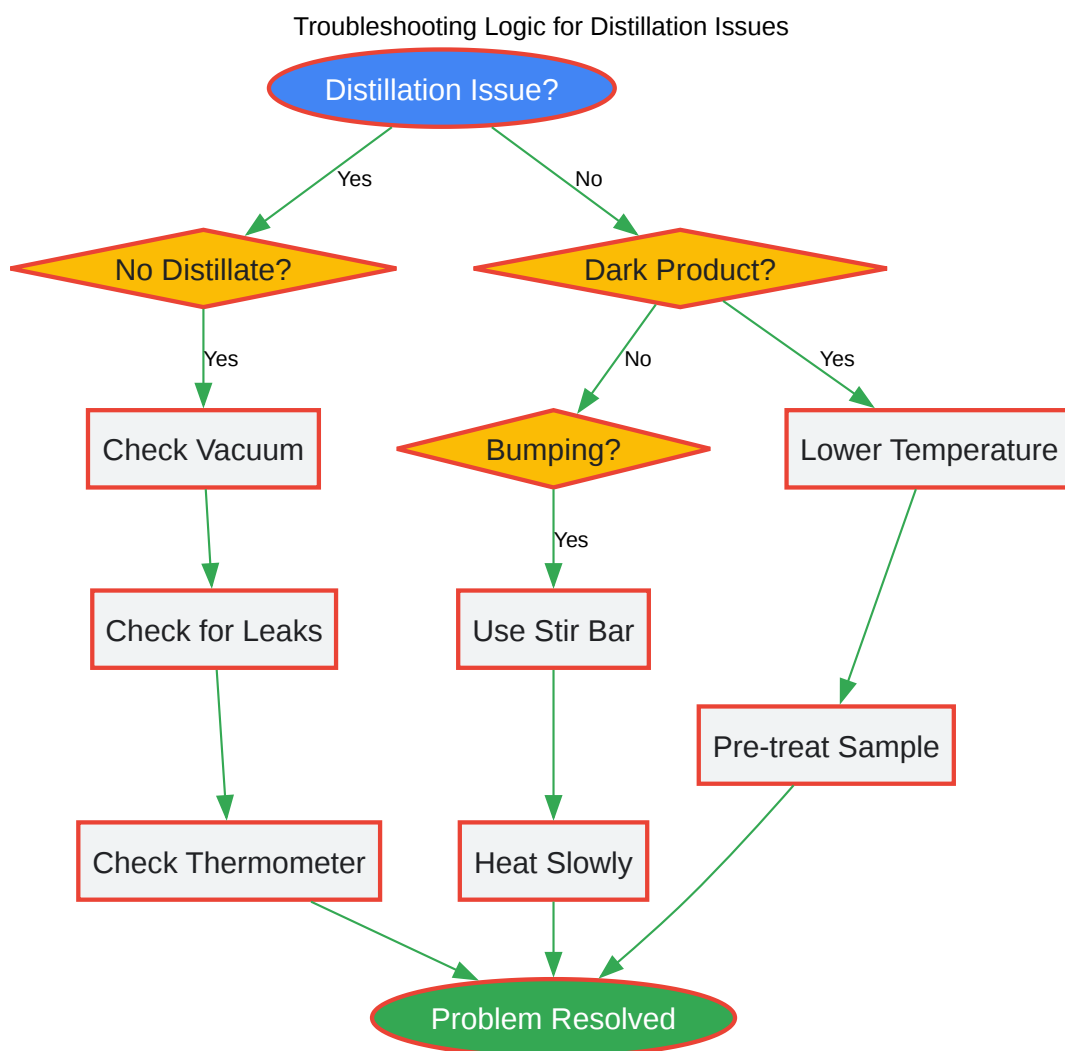 Troubleshooting Logic for Distillation Issues
Distillation Issue?
Yes
No
No Distillate?
Dark Product?
Yes
No
Yes
Check Vacuum
Bumping?
Lower Temperature
Yes
Check for Leaks
Use Stir Bar
Pre-treat Sample
Check Thermometer
Heat Slowly
Problem Resolved